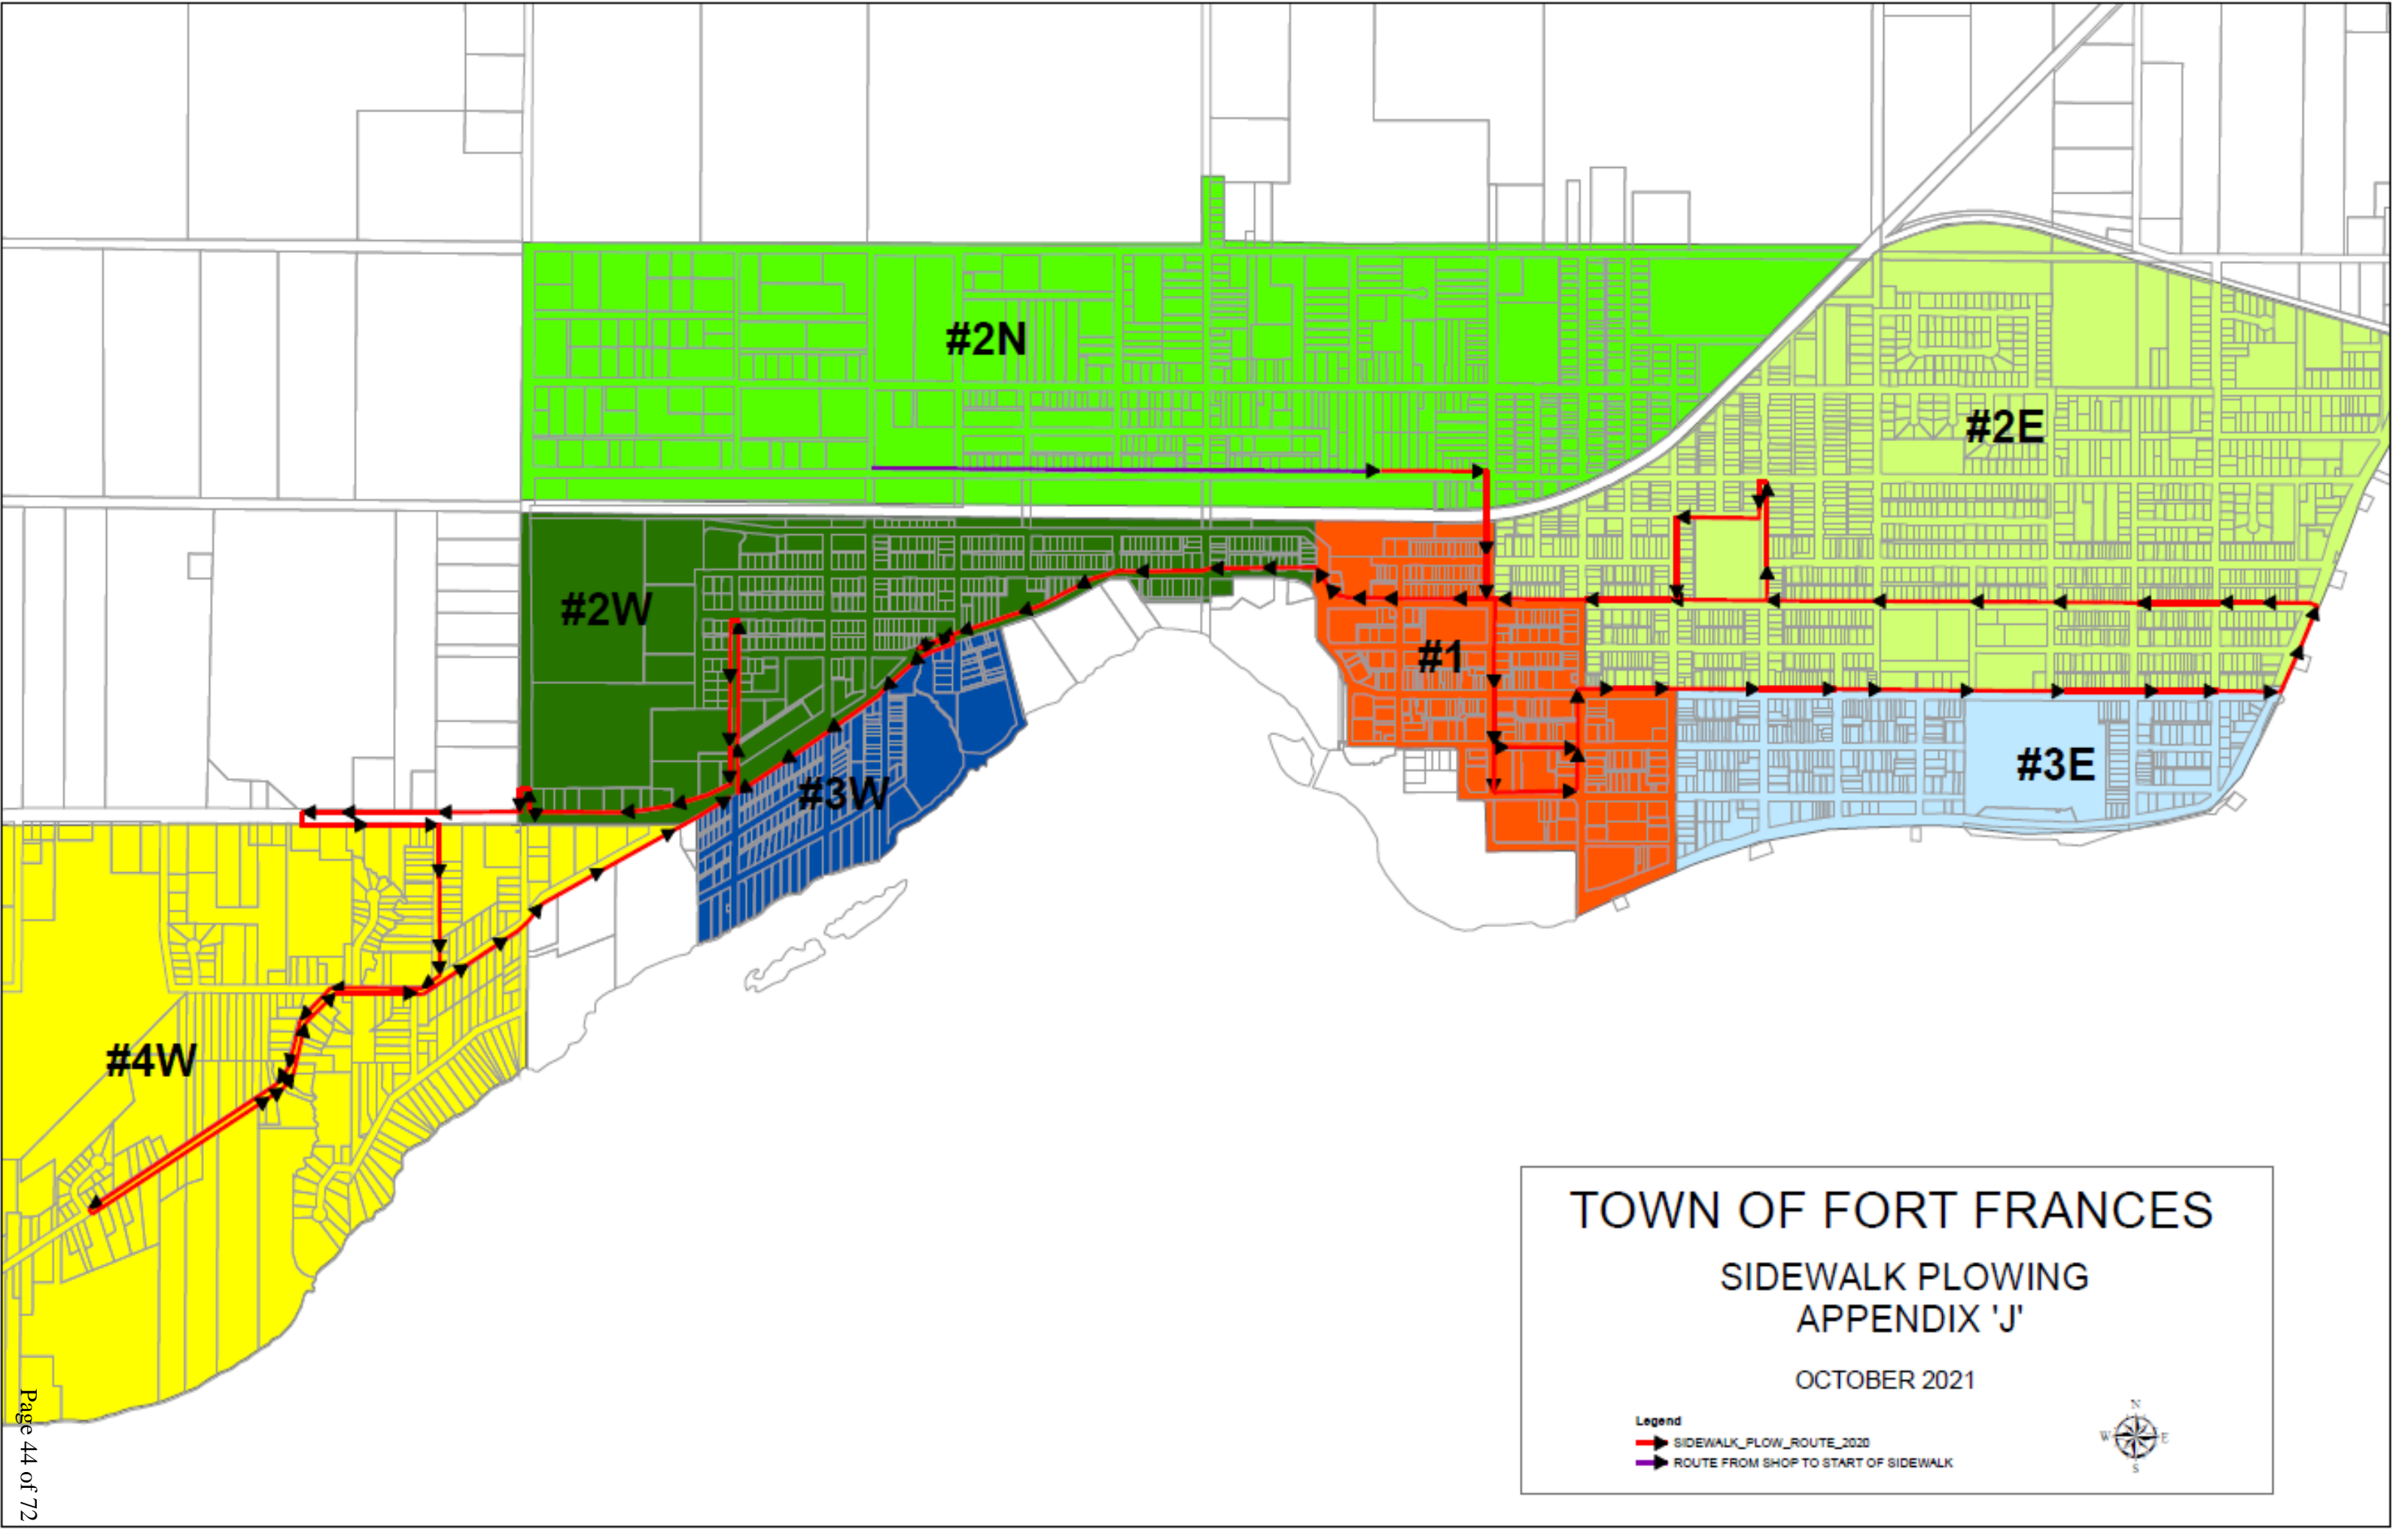 #2N
#2E
#2W
#1
#3W
#3E
#4W
TOWN OF FORT FRANCES
SIDEWALK PLOWING
APPENDIX 'J'
OCTOBER 2021
Legend
SIDEWALK_PLOW_ROUTE_2020
ROUTE FROM SHOP TO START OF SIDEWALK
N
W E
S
Page 44 of 72